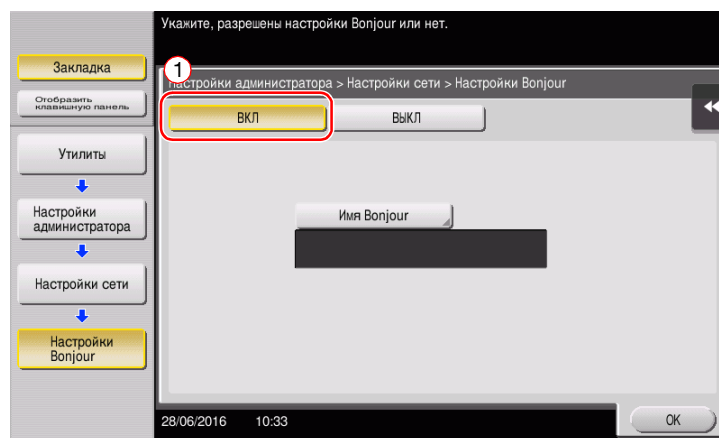 Укажите, разрешены настройки Bonjour или нет.
Закладка
Отобразить
клавишную панель
Утилиты
Настройки
администратора
Настройки сети
Настройки
Bonjour
1
Настройки администратора > Настройки сети > Настройки Bonjour
ВКЛ
ВЫКЛ
Имя Bonjour
28/06/2016 10:33
OK